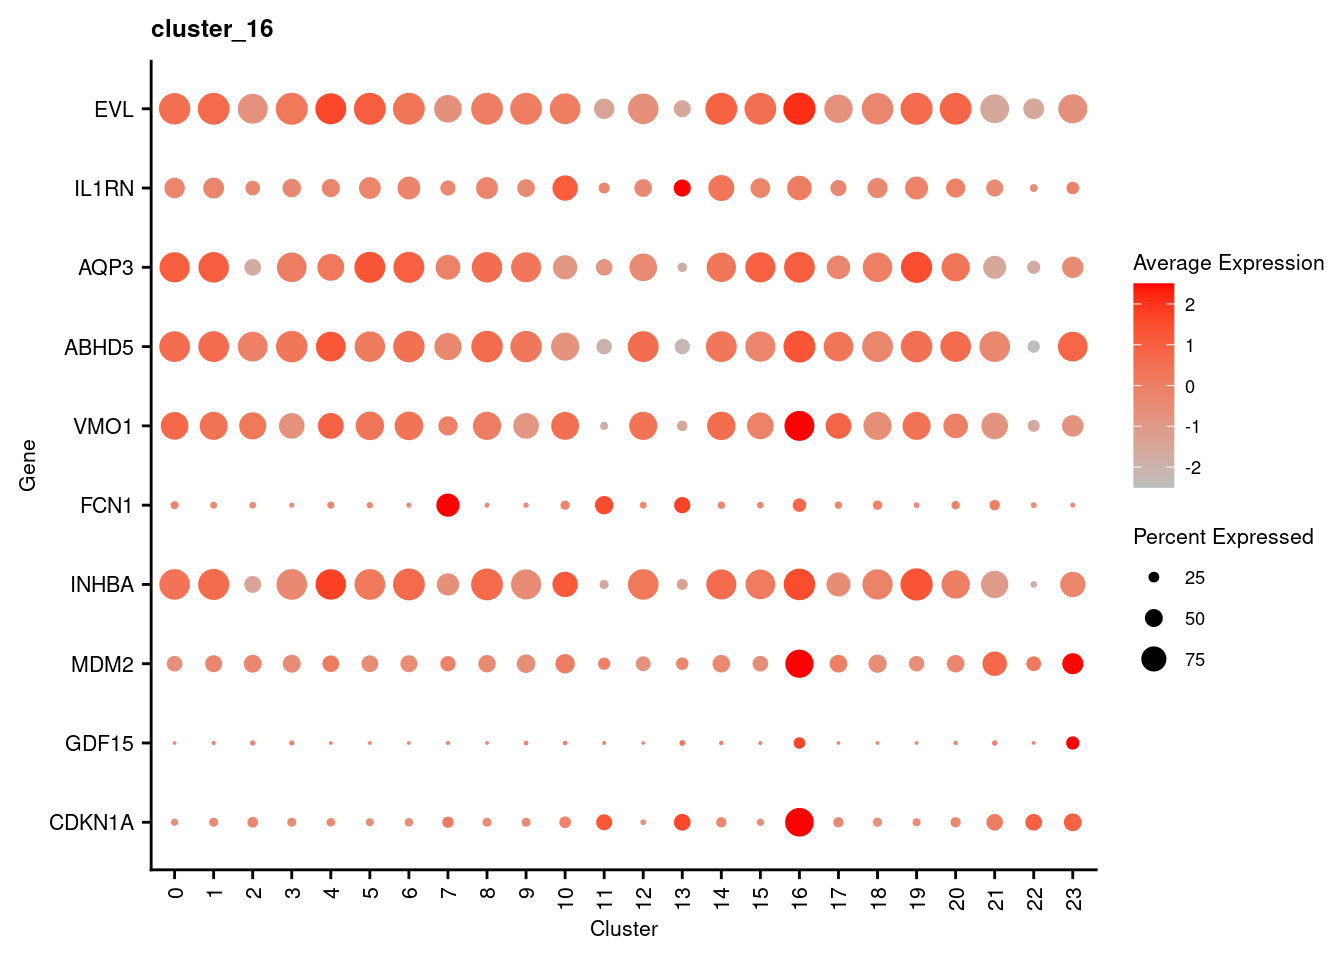 cluster_16
EVL
IL1RN
AQP3
ABHD5
VMO1
FCN1
INHBA
MDM2
GDF15
CDKN1A
Gene
0 1 2 3 4 5 6 7 8 9 10 11 12 13 14 15 16 17 18 19 20 21 22 23
Cluster
Average Expression
2
1
0
-1
-2
Percent Expressed
25
50
75